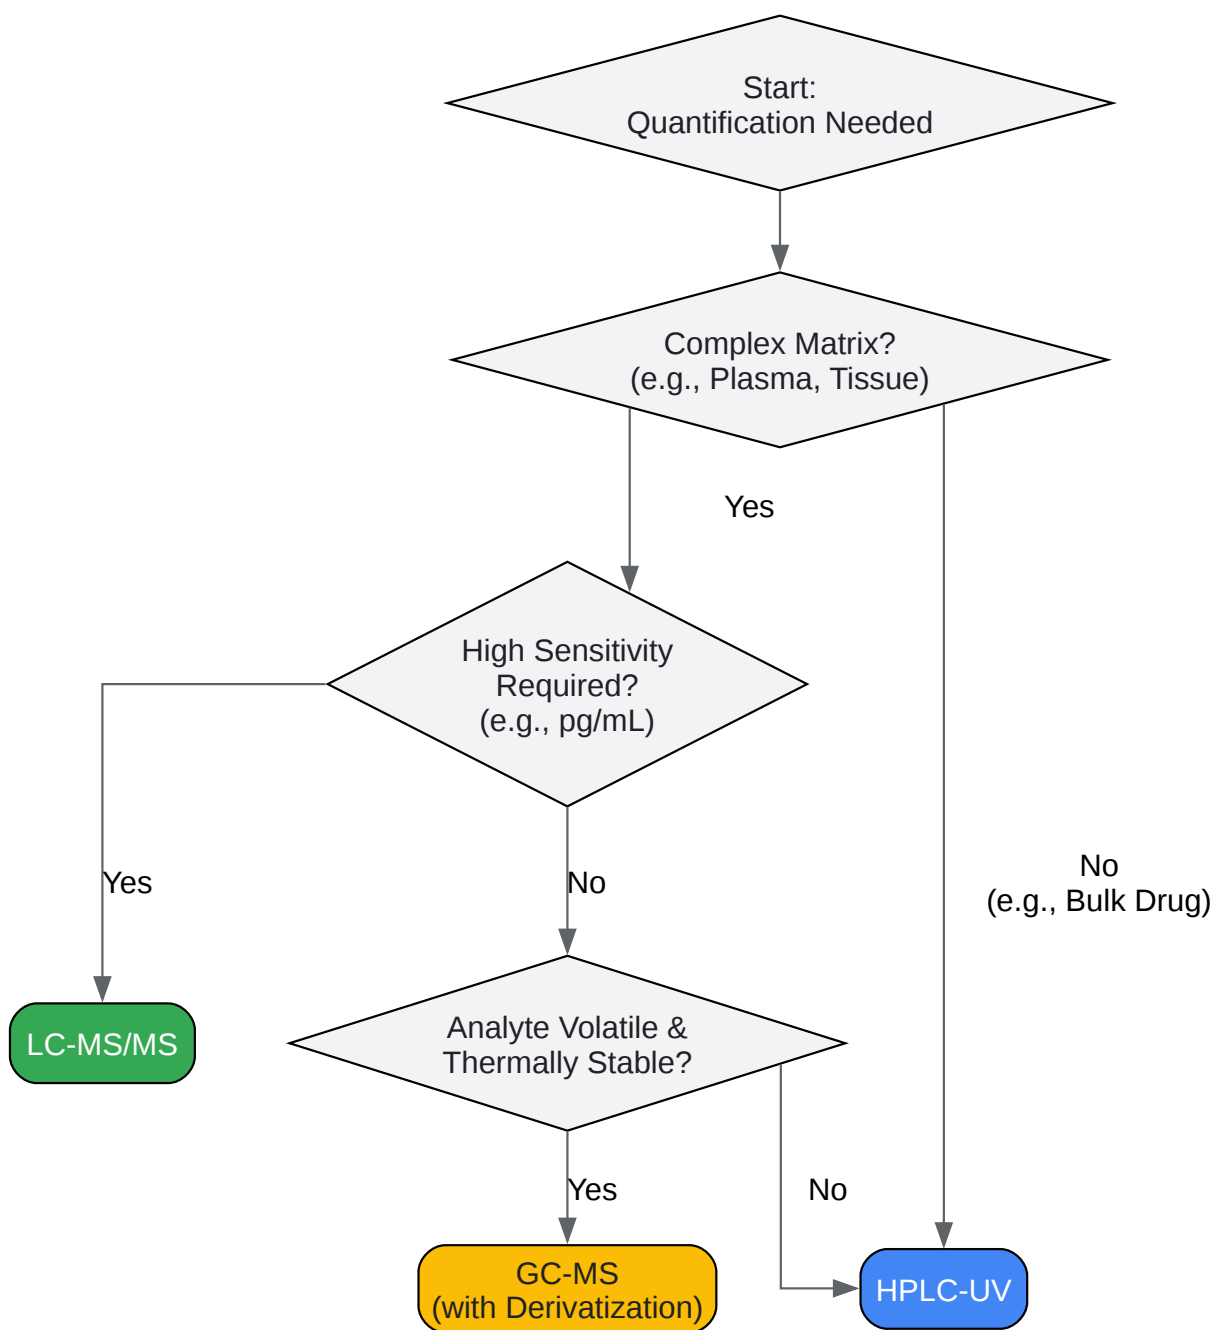 Start:
Quantification Needed
Complex Matrix?
(e.g., Plasma, Tissue)
Yes
High Sensitivity
Required?
(e.g., pg/mL)
Yes
No
No
(e.g., Bulk Drug)
LC-MS/MS
Analyte Volatile &
Thermally Stable?
Yes
No
GC-MS
(with Derivatization)
HPLC-UV